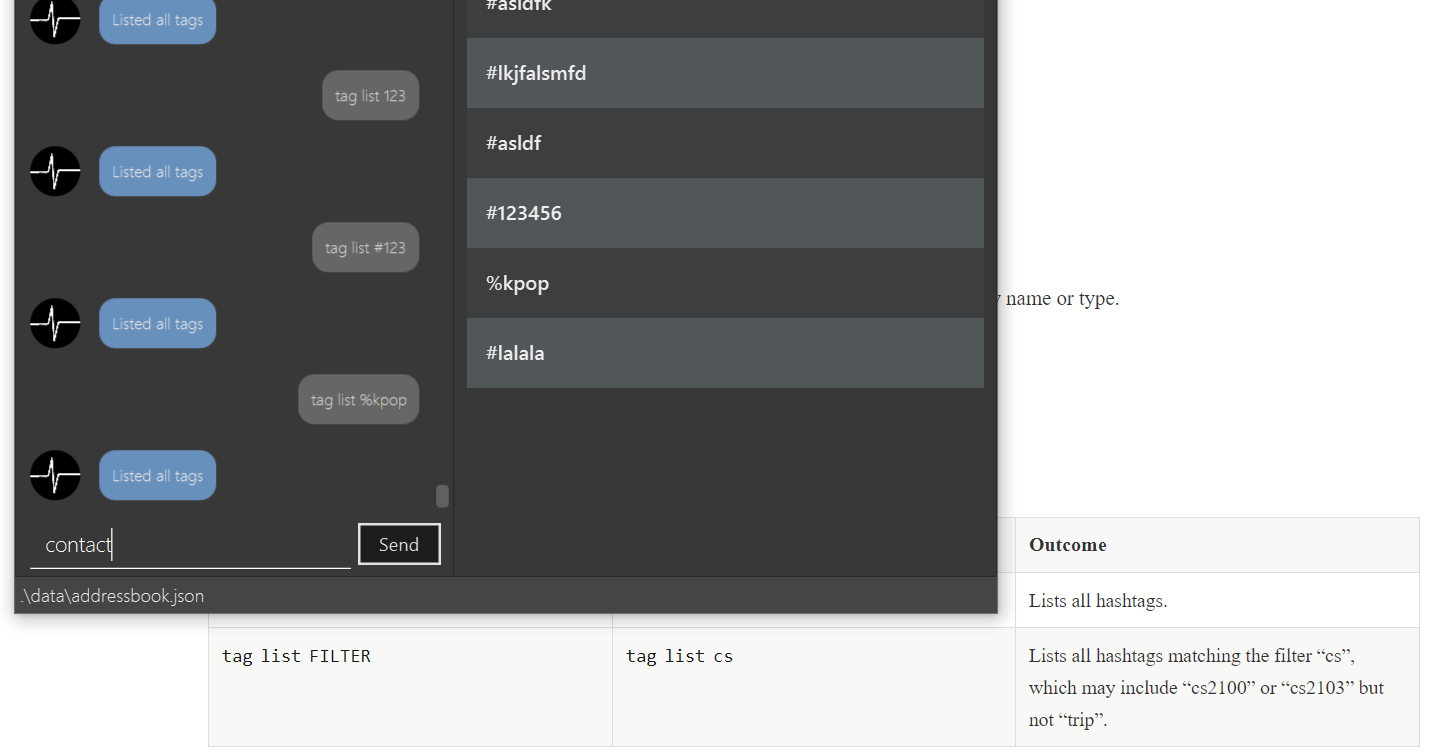 Listed all tags
tag list 123
Listed all tags
tag list #123
Listed all tags
tag list %kpop
Listed all tags
contact
Send
.\data\addressbook.json
#asldfk
#lkjfalsmfd
#asldf
#123456
%kpop
#lalala
name or type.
Outcome
Lists all hashtags.
tag list FILTER
tag list cs
Lists all hashtags matching the filter “cs”,
which may include “cs2100” or “cs2103” but
not “trip”.